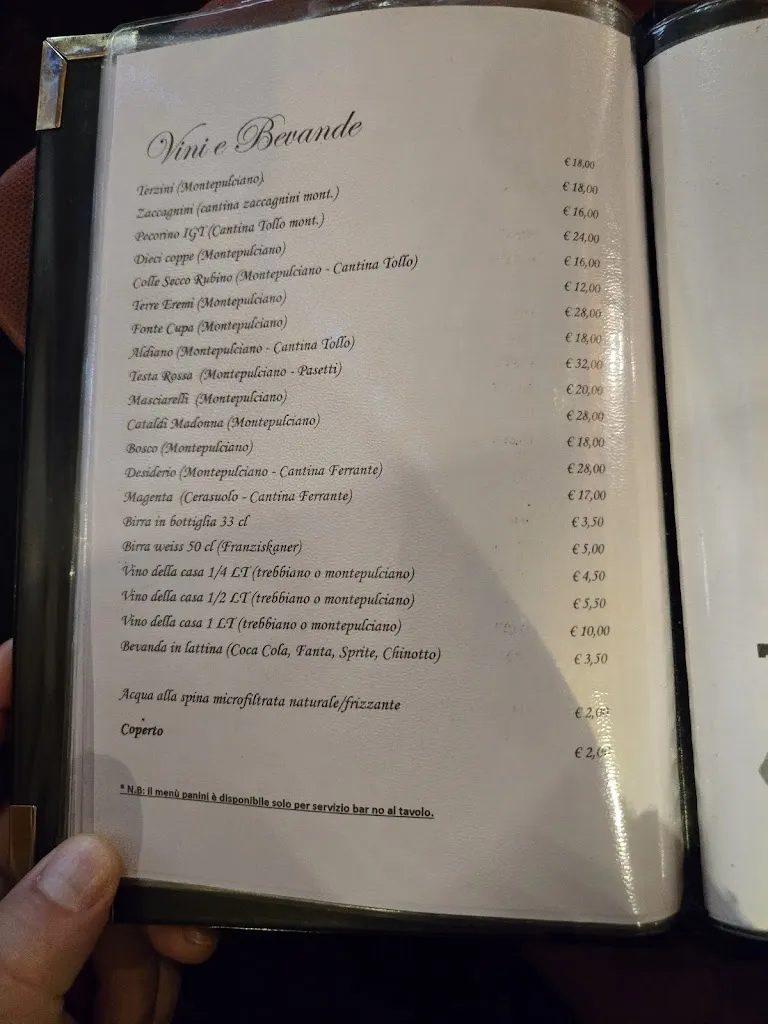 Vini e Bevande
Terzini (Montepulciano) € 18,00
Zaccagnini (cantina zaccagnini mont.) € 18,00
Pecorino IGT (Cantina Tollo mont.) € 16,00
Dieci coppe (Montepulciano) € 24,00
Colle Secco Rubino (Montepulciano - Cantina Tollo) € 16,00
Terre Eremi (Montepulciano) € 12,00
Fonte Cupa (Montepulciano) € 28,00
Aldiano (Montepulciano - Cantina Tollo) € 18,00
Testa Rossa (Montepulciano - Pasetti) € 32,00
Masciarelli (Montepulciano) € 20,00
Cataldi Madonna (Montepulciano) € 28,00
Bosco (Montepulciano) € 18,00
Desiderio (Montepulciano - Cantina Ferrante) € 28,00
Magenta (Cerasuolo - Cantina Ferrante) € 17,00
Birra in bottiglia 33 cl € 3,50
Birra weiss 50 cl (Franziskaner) € 5,00
Vino della casa 1/4 LT (trebbiano o montepulciano) € 4,50
Vino della casa 1/2 LT (trebbiano o montepulciano) € 5,50
Vino della casa 1 LT (trebbiano o montepulciano) € 10,00
Bevanda in lattina (Coca Cola, Fanta, Sprite, Chinotto) € 3,50
Acqua alla spina microfiltrata naturale/frizzante € 2,00
Coperto € 2,00
* N.B: il menù panini è disponibile solo per servizio bar no al tavolo.